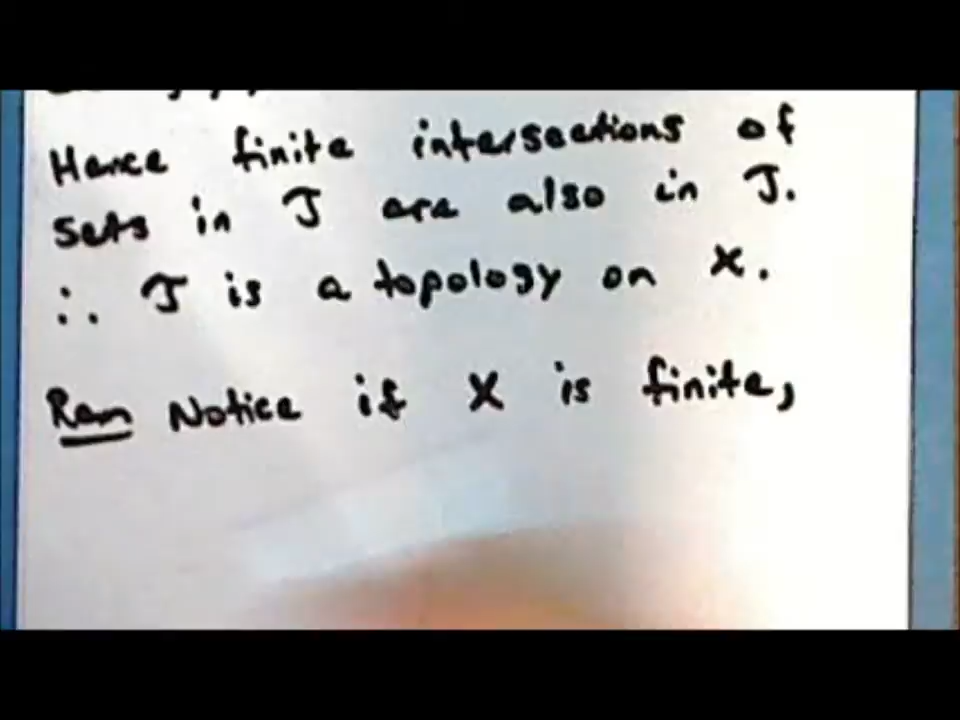 Hence finite intersections of
sets in J are also in J.
∴ J is a topology on X.
Rem Notice if X is finite,